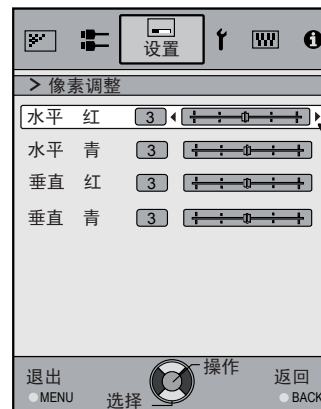 设置
> 像素调整
水平 红 3
水平 青 3
垂直 红 3
垂直 青 3
退出 操作 返回
MENU 选择 BACK